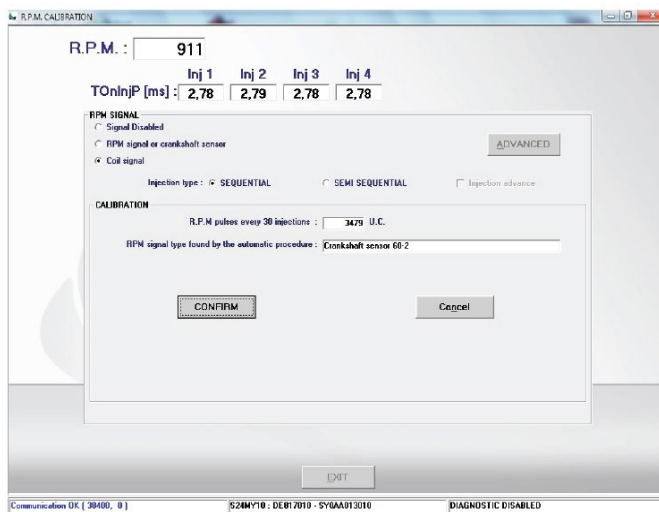 R.P.M. CALIBRATION
R.P.M. : 911
Inj 1 Inj 2 Inj 3 Inj 4
TOnInjP [ms] : 2,78 2,79 2,78 2,78
RPM SIGNAL
Signal Disabled
RPM signal or crankshaft sensor
ADVANCED
Coil signal
Injection type : SEQUENTIAL SEMI SEQUENTIAL Injection advance
CALIBRATION
R.P.M pulses every 30 injections : 3479 U.C.
RPM signal type found by the automatic procedure : Crankshaft sensor 60-2
CONFIRM Cancel
EXIT
Communication OK ( 38400, 0 ) S24MY10 : DE817010 - SY0AA013010 DIAGNOSTIC DISABLED